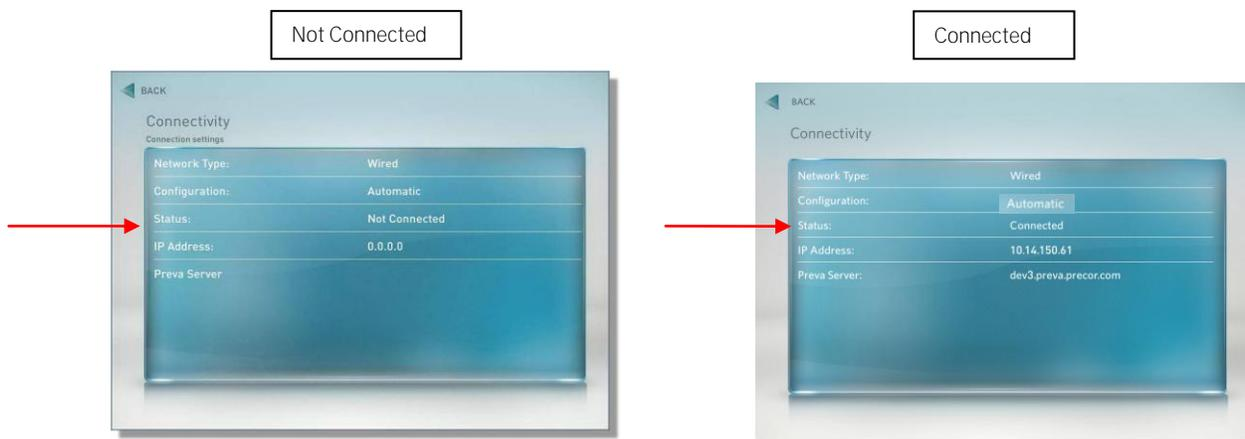 Not Connected
BACK
Connectivity
Connection settings
Network Type: Wired
Configuration: Automatic
Status: Not Connected
IP Address: 0.0.0.0
Preva Server
Connected
BACK
Connectivity
Network Type: Wired
Configuration: Automatic
Status: Connected
IP Address: 10.14.150.61
Preva Server: dev3.preva.precor.com